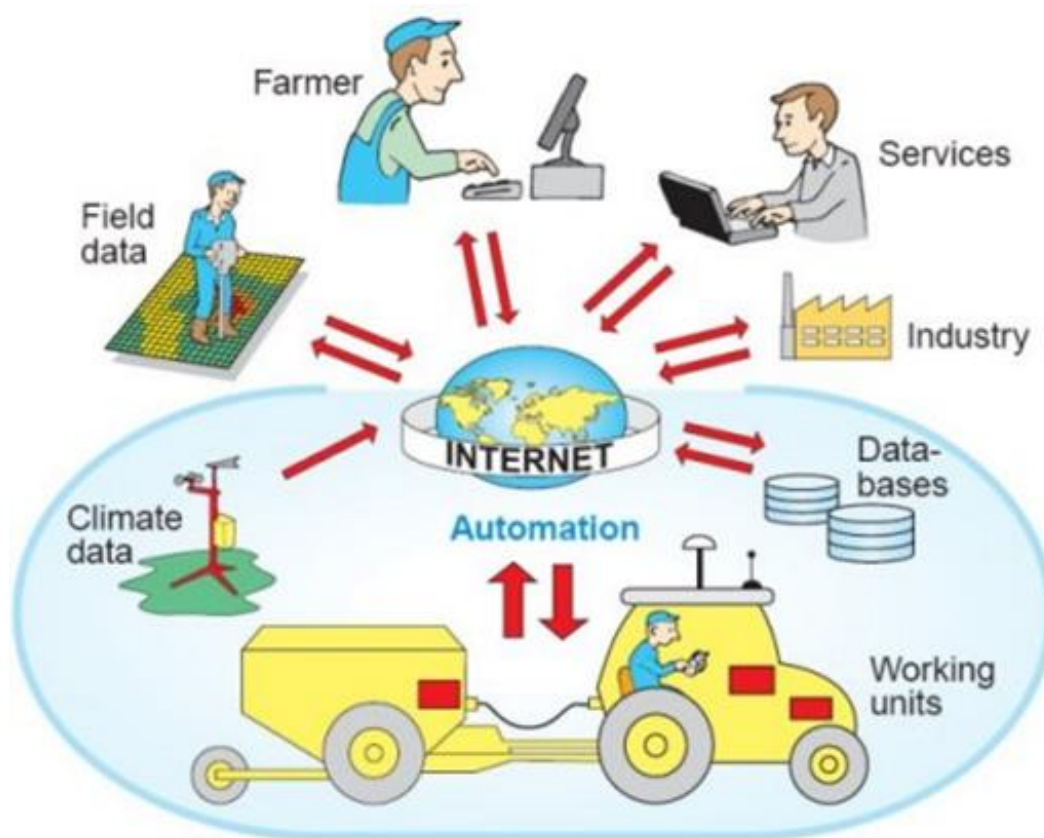 Farmer
Services
Field
data
Industry
INTERNET
Data-
bases
Climate
data
Automation
Working
units